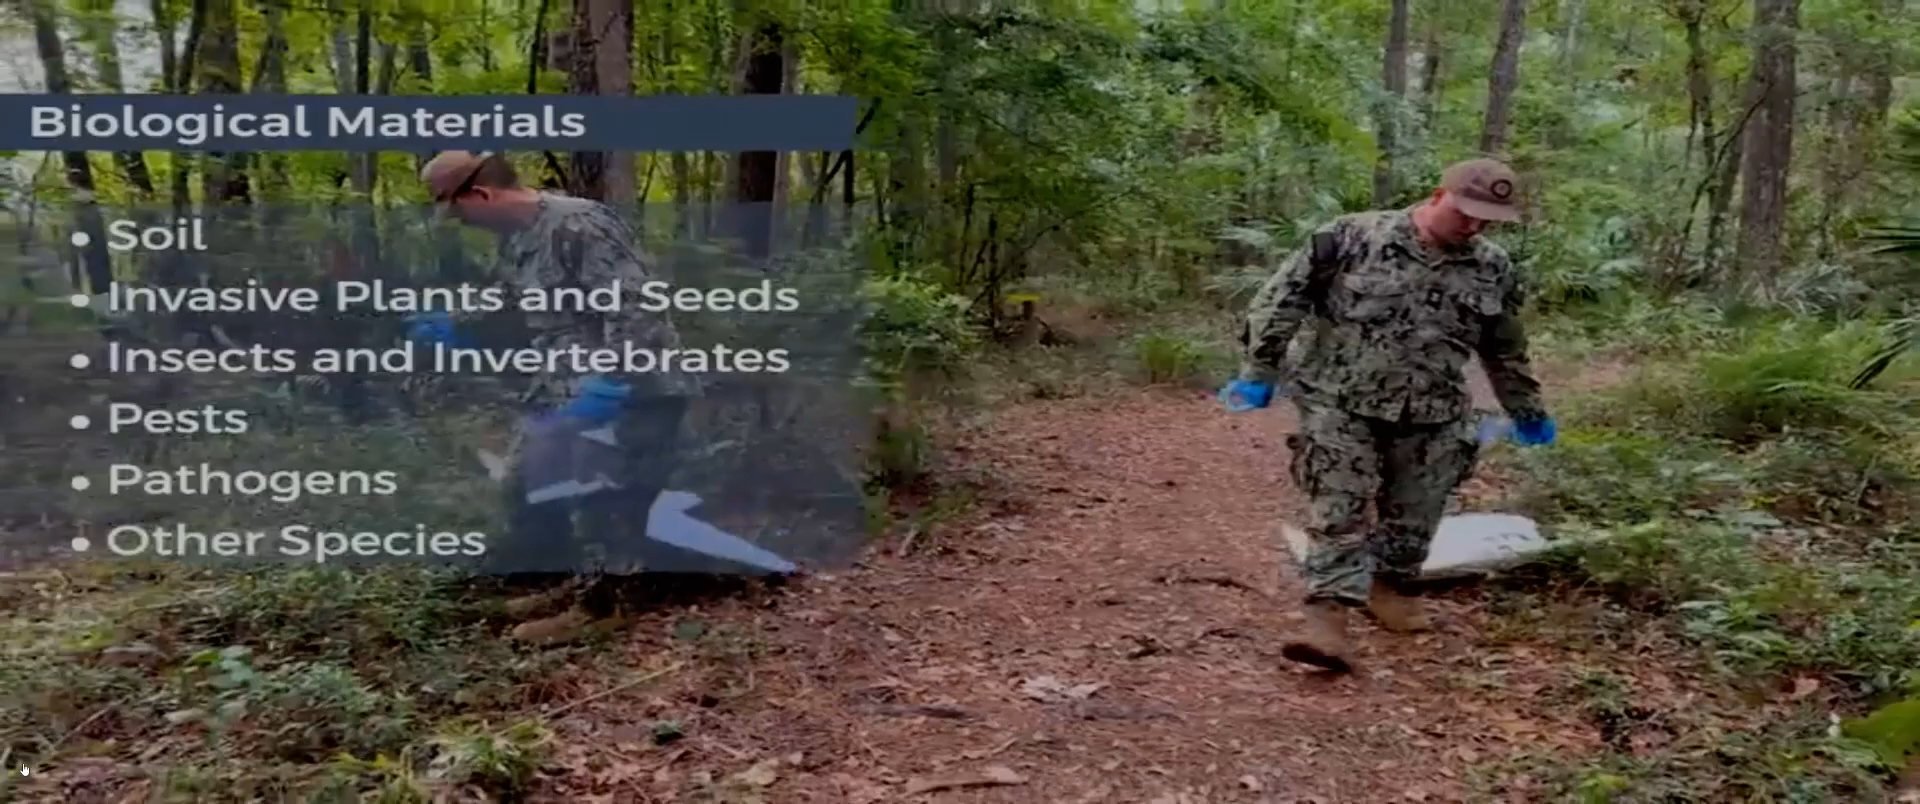 Biological Materials
• Soil
• Invasive Plants and Seeds
• Insects and Invertebrates
• Pests
• Pathogens
• Other Species